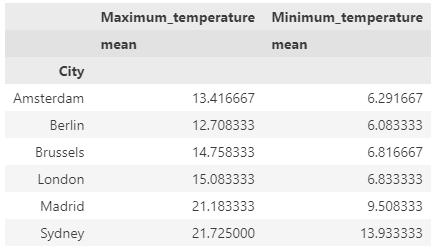 Maximum_temperature Minimum_temperature
mean mean
City
Amsterdam 13.416667 6.291667
Berlin 12.708333 6.083333
Brussels 14.758333 6.816667
London 15.083333 6.833333
Madrid 21.183333 9.508333
Sydney 21.725000 13.933333